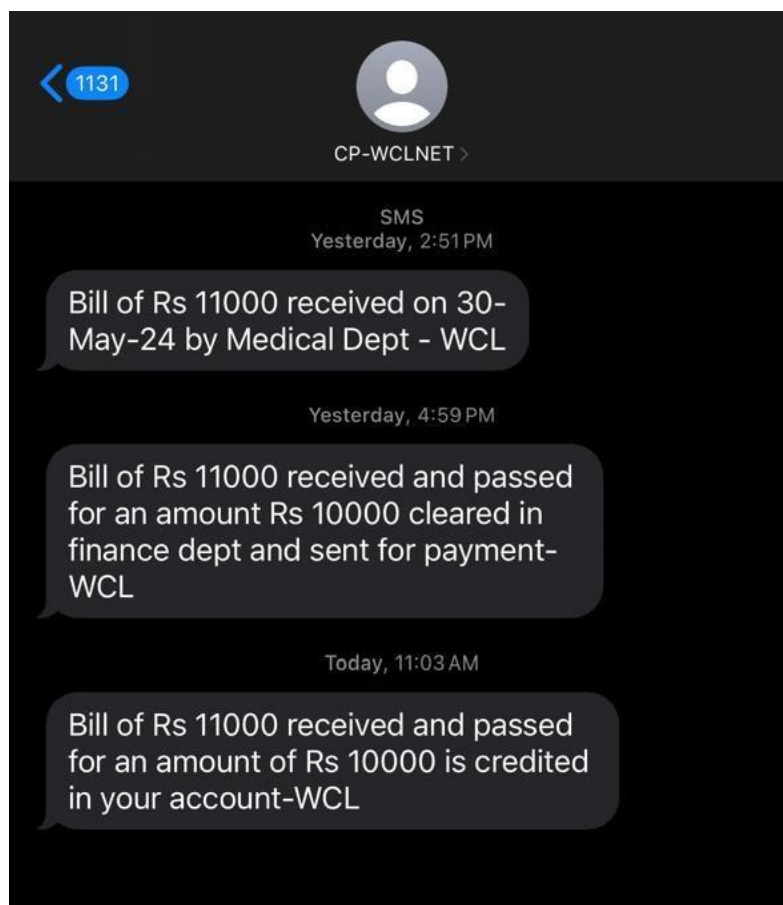 1131
CP-WCLNET >
SMS
Yesterday, 2:51 PM
Bill of Rs 11000 received on 30-
May-24 by Medical Dept - WCL
Yesterday, 4:59 PM
Bill of Rs 11000 received and passed
for an amount Rs 10000 cleared in
finance dept and sent for payment-
WCL
Today, 11:03 AM
Bill of Rs 11000 received and passed
for an amount of Rs 10000 is credited
in your account-WCL